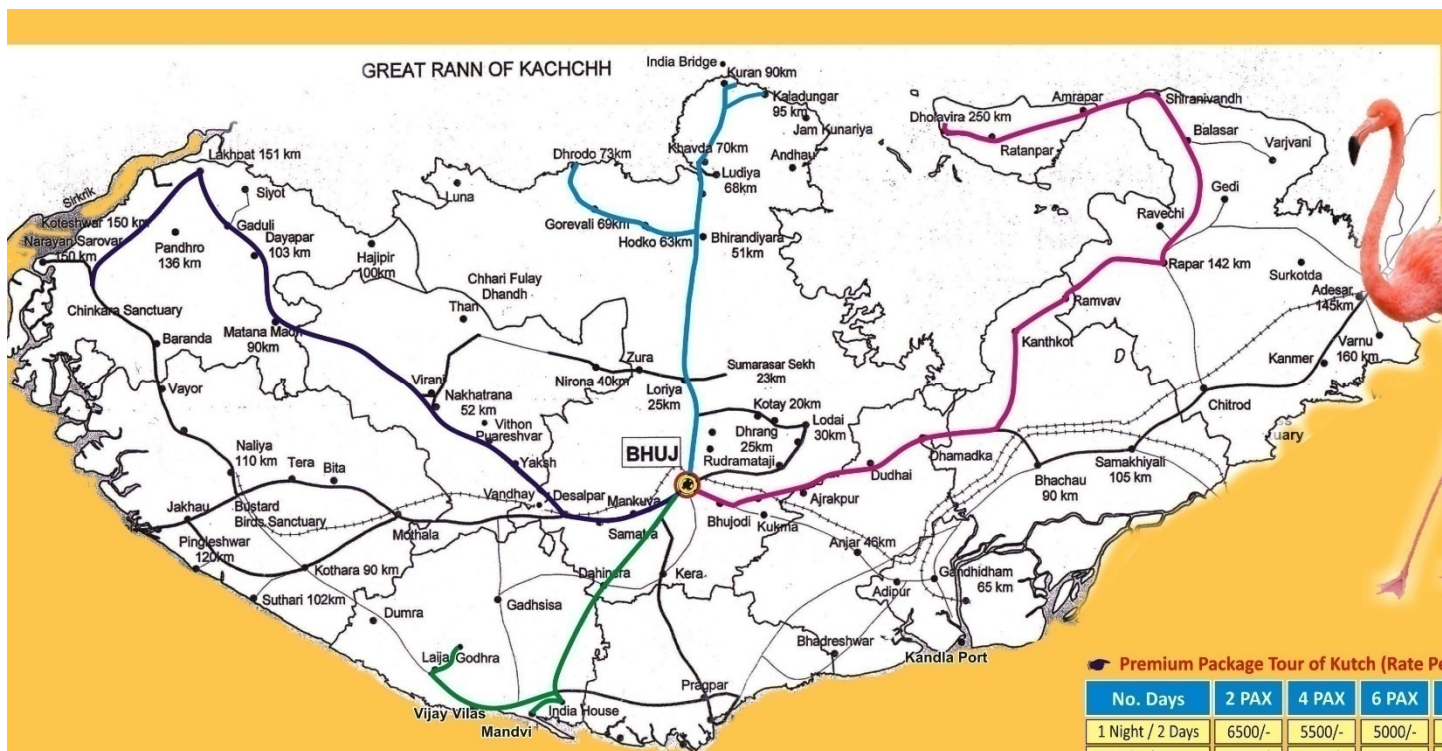 GREAT RANN OF KACHCHH
India Bridge
Kuran 90km
Kaladungar
95 km
Jam Kunariya
Khavda 70km
Andhau
Ludiya
68km
Dhrodo 73km
Luna
Gorevali 69km
Hodko 63km
Bhirandiyara
51km
Amrapar
Shiranivandh
Dholavira 250 km
Ratanpar
Balasar
Varjvani
Gedi
Ravechi
Rapar 142 km
Surkotda
Adesar
145km
Ramvav
Kanthkot
Varnu
160 km
Kanmer
Chitrod
Lakhpat 151 km
Sirkrik
Siyot
Koteshwar 150 km
Narayan Sarovar
150 km
Gaduli
Pandhro
136 km
Dayapar
103 km
Hajipir
100km
Chhari Fulay
Dhandh
Than
Chinkara Sanctuary
Matana Madh
90km
Baranda
Vayor
Virani
Nakhatrana
52 km
Nirona 40km
Zura
Loriya
25km
Sumarasar Sekh
23km
Kotay 20km
Lodai
30km
Dhrang
25km
Rudramataji
Vithon
Puareshvar
Yaksh
BHUJ
Naliya
110 km
Tera
Bita
Vandhay
Desalpar
Mankuva
Samatra
Jakhau
Bustard
Birds Sanctuary
Mothala
Pingleshwar
120km
Kothara 90 km
Suthari 102km
Dumra
Gadhsisa
Dahinsra
Kera
Dhamadka
Dudhai
Ajrakpur
Bhujodi
Kukma
Anjar 46km
Bhachau
90 km
Samakhiyali
105 km
uary
Adipur
Gandhidham
65 km
Bhadreshwar
Kandla Port
Laija
Godhra
Vijay Vilas
Mandvi
India House
Pragpar
Premium Package Tour of Kutch (Rate Pe
No. Days 2 PAX 4 PAX 6 PAX
1 Night / 2 Days 6500/- 5500/- 5000/-